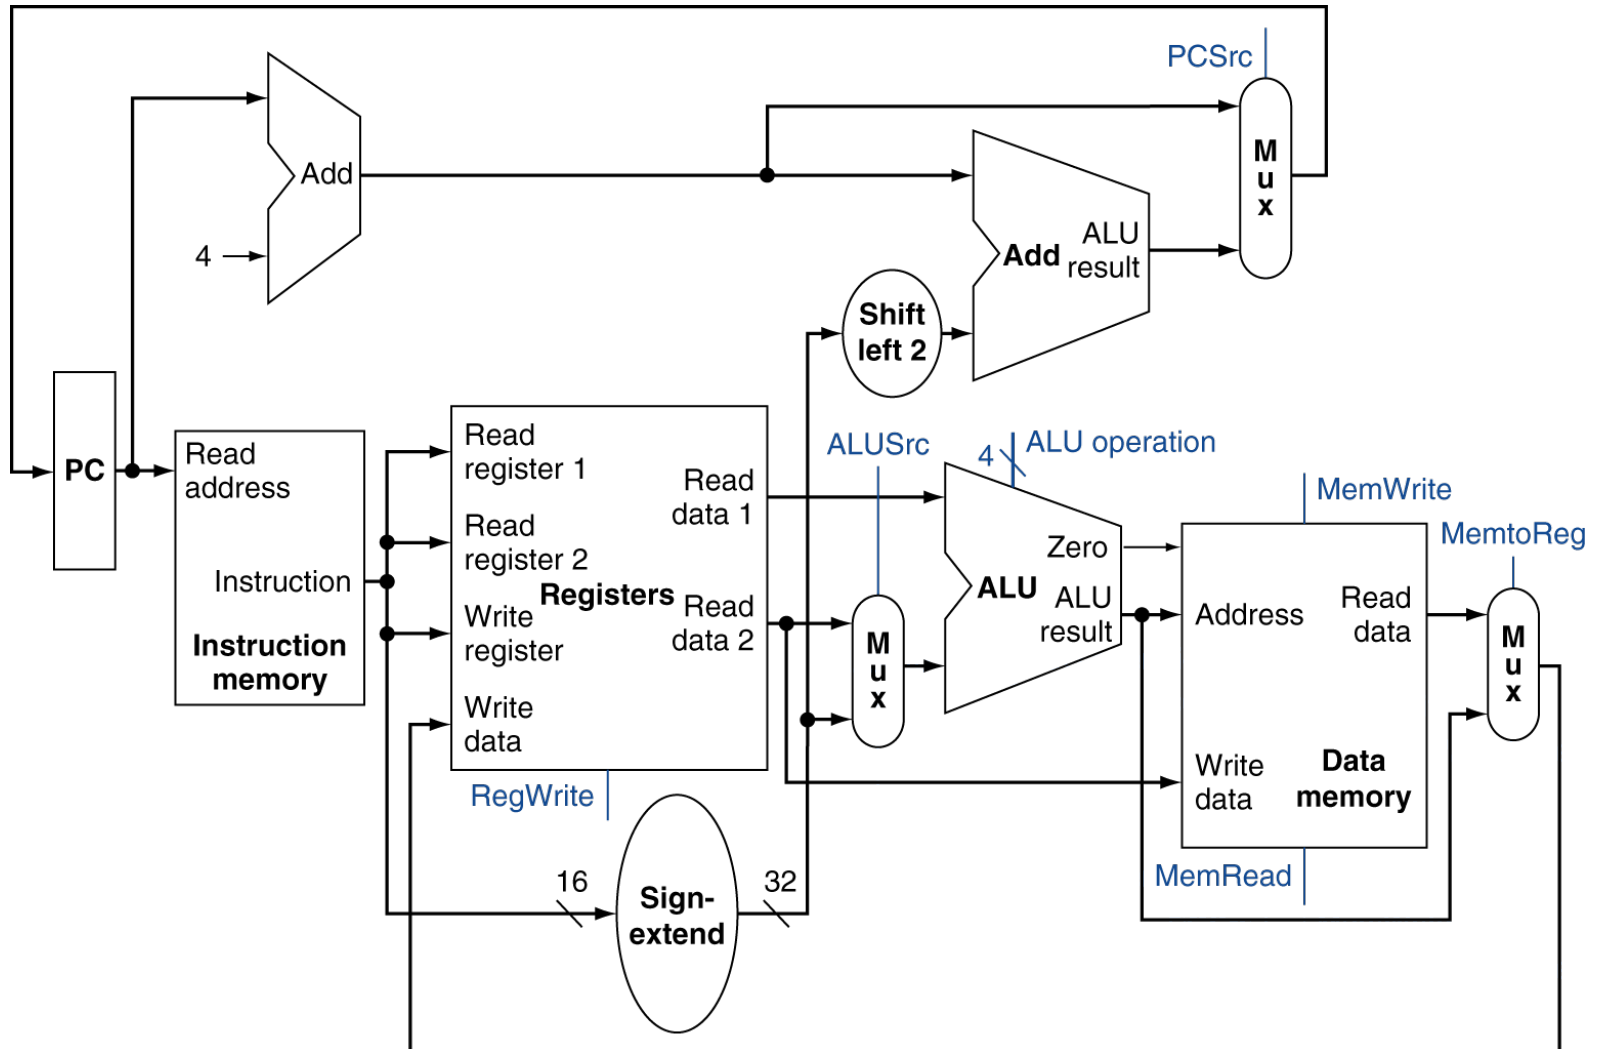 PCSrc
M
u
x
Add
4
Add
ALU
result
Shift
left 2
PC
Read
address
Instruction
Instruction
memory
Read
register 1
Read
register 2
Write
register
Write
data
Registers
Read
data 1
Read
data 2
RegWrite
16
Sign-
extend
32
ALUSrc
M
u
x
4
ALU operation
Zero
ALU
ALU
result
MemWrite
Address
Read
data
Write
data
Data
memory
MemRead
MemtoReg
M
u
x